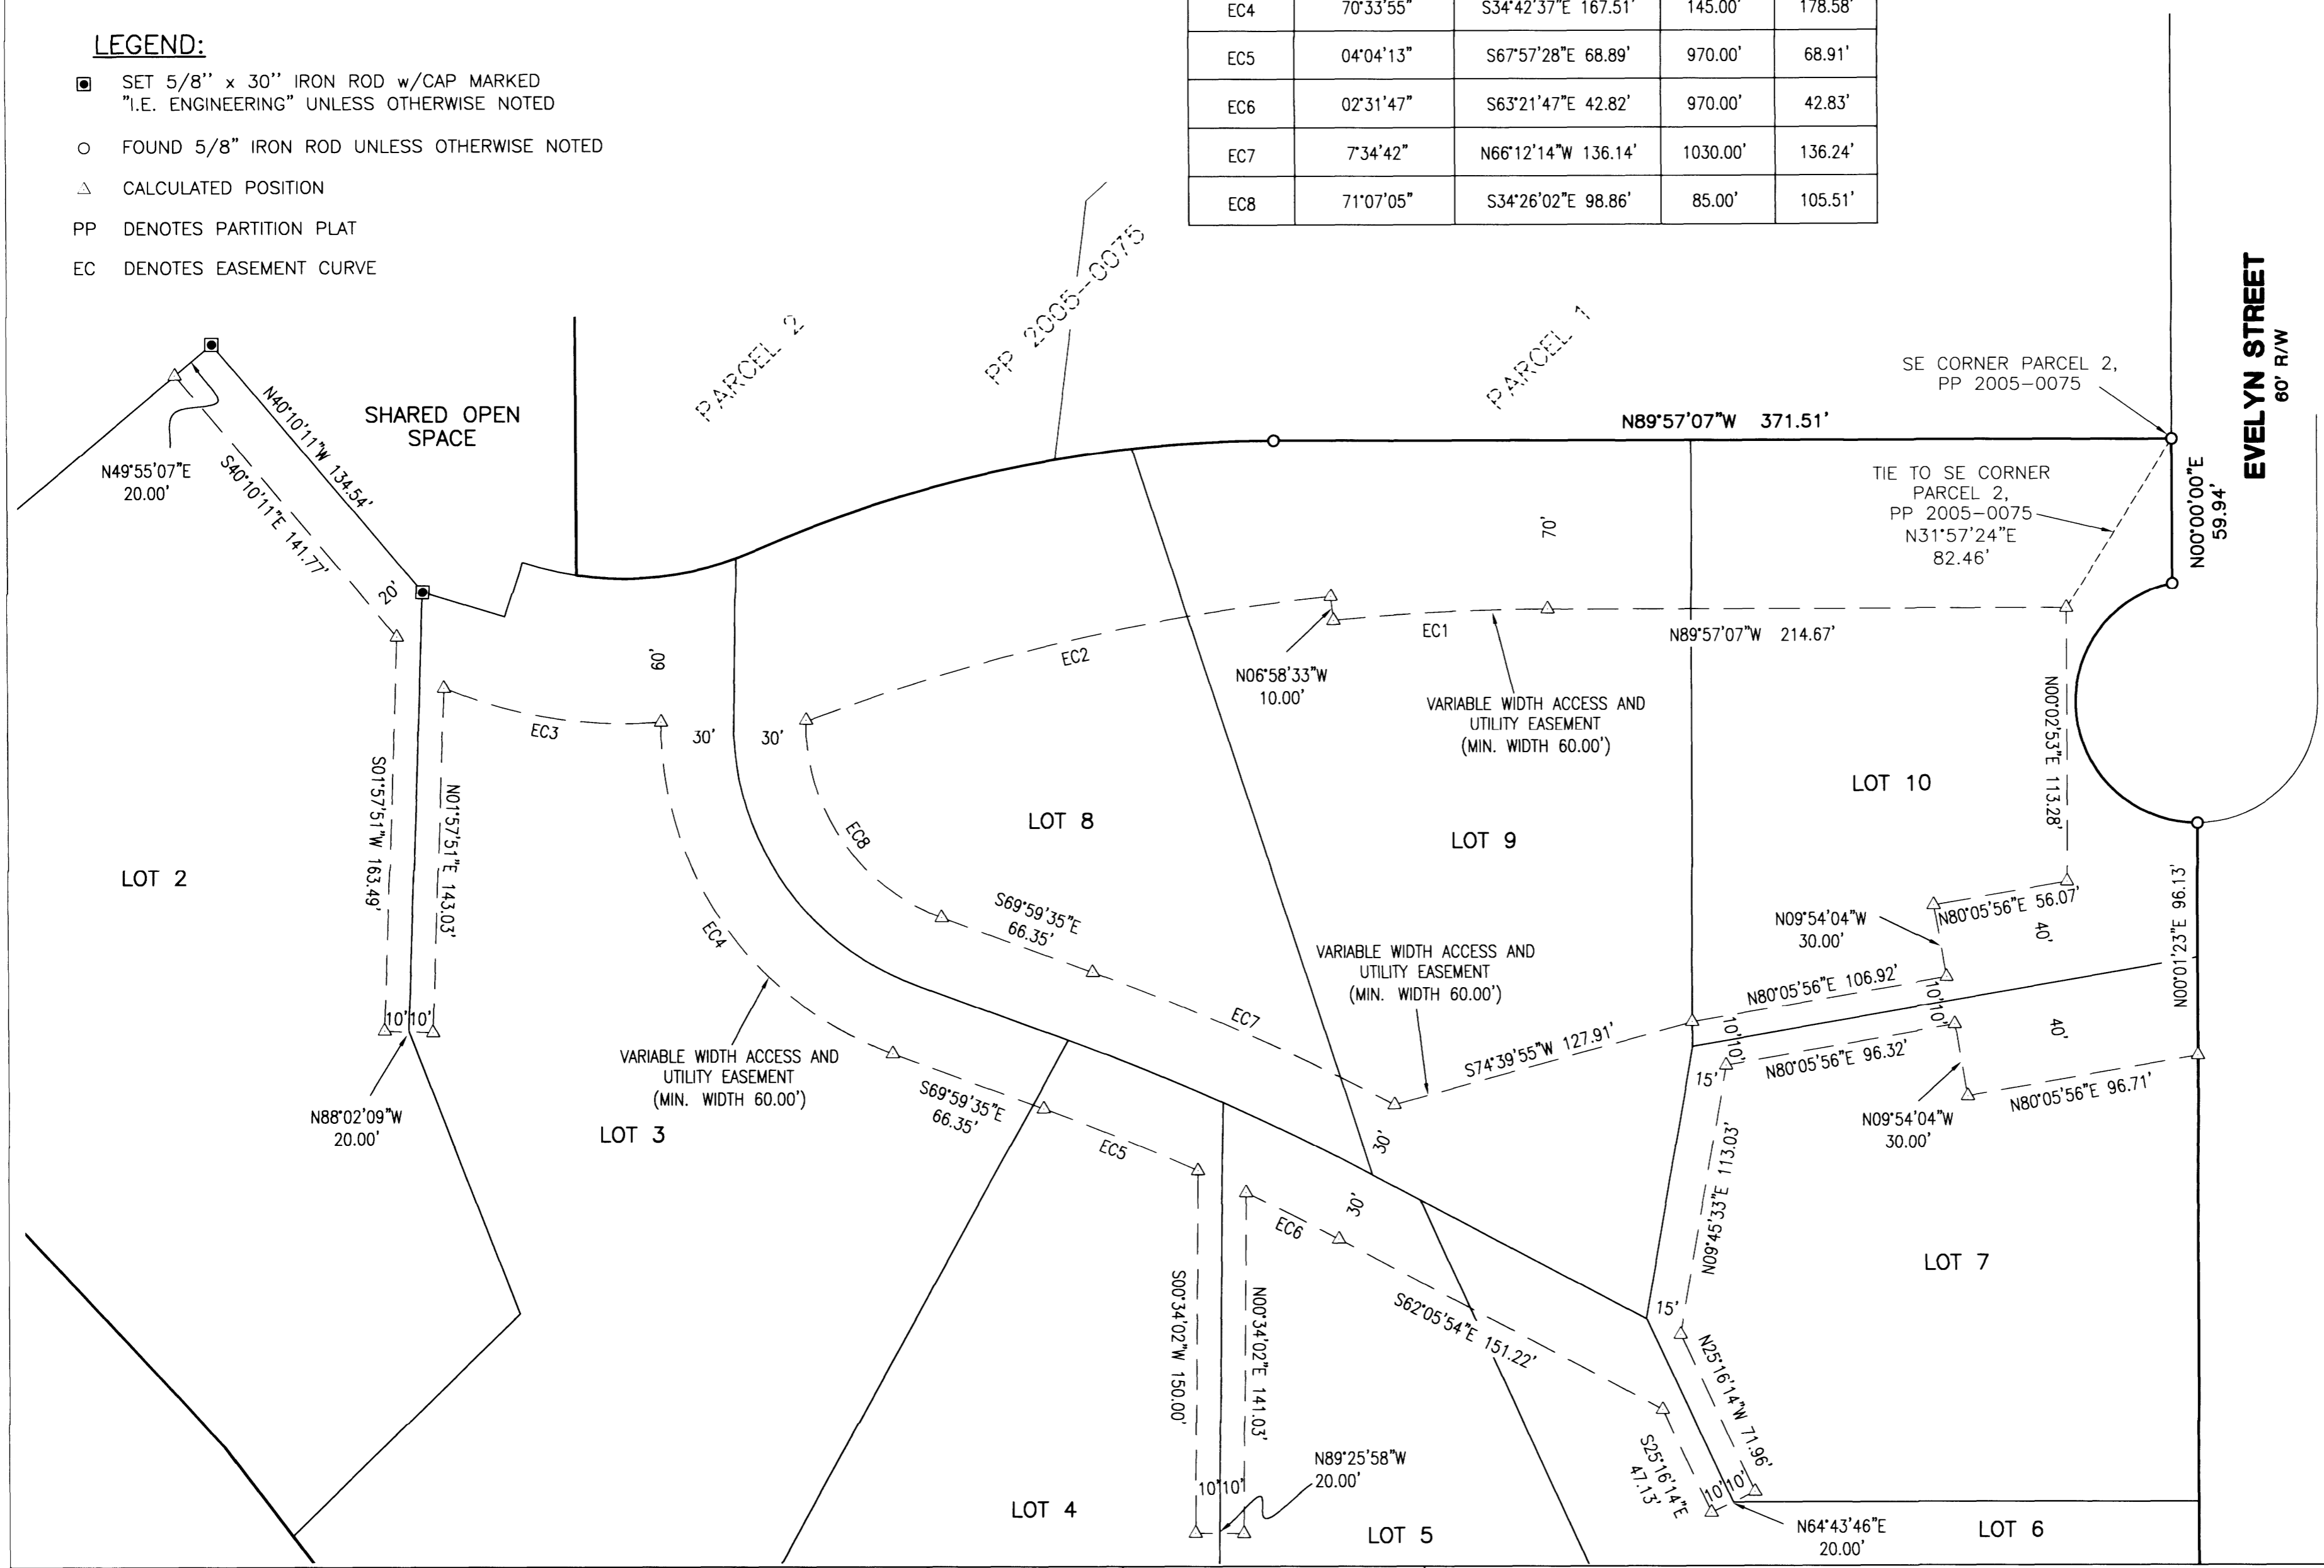 LEGEND:
SET 5/8'' x 30'' IRON ROD w/CAP MARKED
"I.E. ENGINEERING" UNLESS OTHERWISE NOTED
FOUND 5/8" IRON ROD UNLESS OTHERWISE NOTED
CALCULATED POSITION
PP DENOTES PARTITION PLAT
EC DENOTES EASEMENT CURVE
EC4 70°33'55" S34°42'37"E 167.51' 145.00' 178.58'
EC5 04°04'13" S67°57'28"E 68.89' 970.00' 68.91'
EC6 02°31'47" S63°21'47"E 42.82' 970.00' 42.83'
EC7 7°34'42" N66°12'14"W 136.14' 1030.00' 136.24'
EC8 71°07'05" S34°26'02"E 98.86' 85.00' 105.51'
PARCEL 2
PP 2005-0075
PARCEL 1
SE CORNER PARCEL 2,
PP 2005-0075
EVELYN STREET
60' R/W
N89°57'07"W 371.51'
N00°00'00"E
59.94'
TIE TO SE CORNER
PARCEL 2,
PP 2005-0075
N31°57'24"E
82.46'
SHARED OPEN
SPACE
N40°10'11"W 134.54'
N49°55'07"E
20.00'
S40°10'11"E 141.77'
20'
70'
60'
EC1
N89°57'07"W 214.67'
EC2
N06°58'33"W
10.00'
VARIABLE WIDTH ACCESS AND
UTILITY EASEMENT
(MIN. WIDTH 60.00')
EC3
30'
30'
S01°57'51"W 163.49'
N01°57'51"E 143.03'
LOT 2
EC8
LOT 8
LOT 9
LOT 10
N00°02'53"E 113.28'
EC4
S69°59'35"E
66.35'
VARIABLE WIDTH ACCESS AND
UTILITY EASEMENT
(MIN. WIDTH 60.00')
N09°54'04"W
30.00'
N80°05'56"E 56.07'
40'
N00°01'23"E 96.13'
N80°05'56"E 106.92'
10'
10'
10'
10'
40'
10'
10'
EC7
S74°39'55"W 127.91'
15'
N80°05'56"E 96.32'
N80°05'56"E 96.71'
N09°54'04"W
30.00'
VARIABLE WIDTH ACCESS AND
UTILITY EASEMENT
(MIN. WIDTH 60.00')
N88°02'09"W
20.00'
LOT 3
S69°59'35"E
66.35'
EC5
30'
30'
N09°45'33"E 113.03'
EC6
S62°05'54"E 151.22'
15'
LOT 7
S00°34'02"W 150.00'
N00°34'02"E 141.03'
N25°16'14"W 71.96'
S25°16'14"E
47.13'
10'
10'
N89°25'58"W
20.00'
10'
10'
LOT 4
LOT 5
N64°43'46"E
20.00'
LOT 6